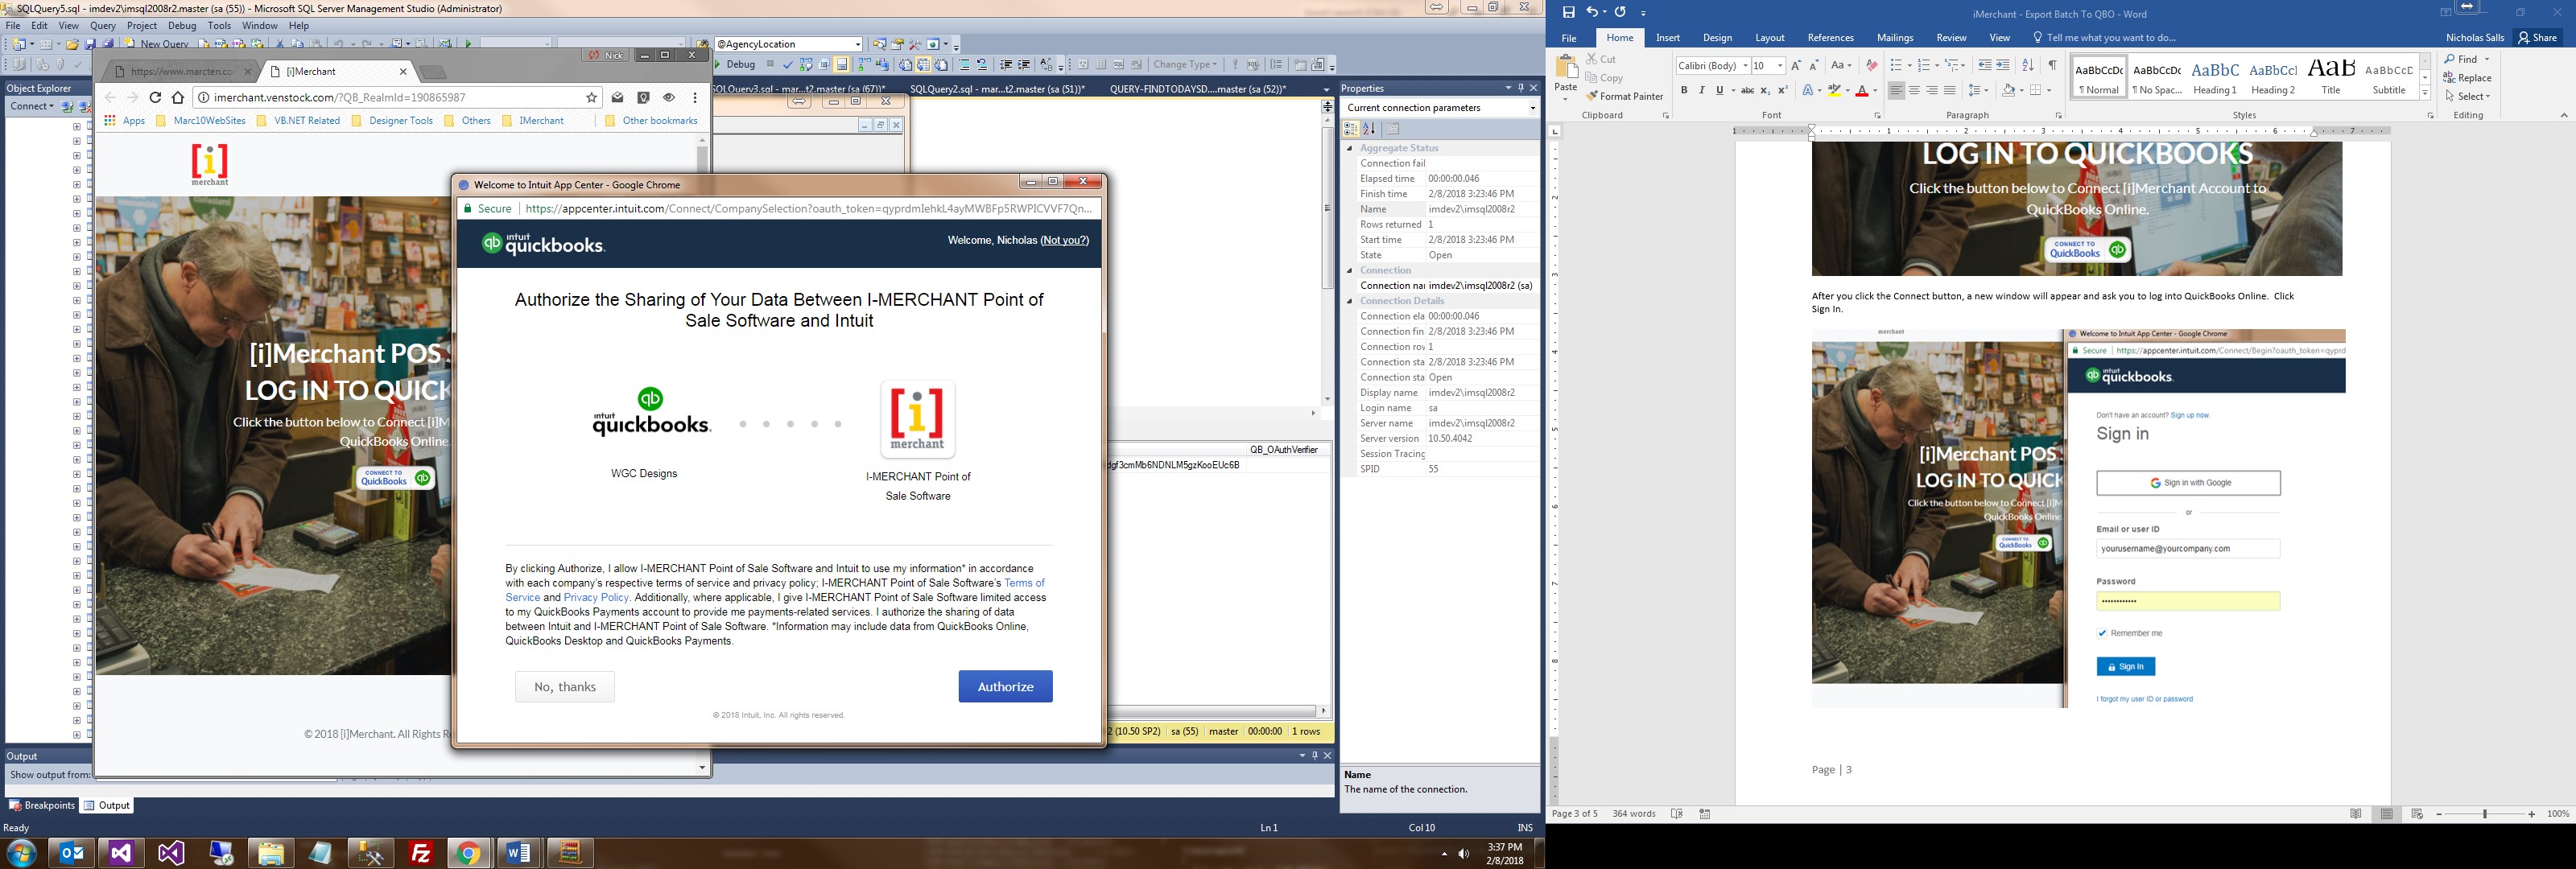 SQLQuery5.sql - imdev2\imsql2008r2.master (sa (55)) - Microsoft SQL Server Management Studio (Administrator)
File Edit View Query Project Debug Tools Window Help
New Query
@AgencyLocation
Debug
Change Type
Object Explorer
Connect
SQLQuery3.sql - mar...t2.master (sa (67))*
SQLQuery2.sql - mar...t2.master (sa (51))*
QUERY-FINDTODAYSD....master (sa (52))*
Nick
https://www.marcten.co
[i]Merchant
imerchant.venstock.com/?QB_RealmId=190865987
Apps
Marc10WebSites
VB.NET Related
Designer Tools
Others
IMerchant
Other bookmarks
[i]
merchant
[i]Merchant POS
LOG IN TO QUICK
Click the button below to Connect [i]M
QuickBooks Online
CONNECT TO
QuickBooks
© 2018 [i]Merchant. All Rights R
Welcome to Intuit App Center - Google Chrome
Secure
https://appcenter.intuit.com/Connect/CompanySelection?oauth_token=qyprdmIehkL4ayMWBFp5RWPICVVF7Qn...
intuit
quickbooks.
Welcome, Nicholas (Not you?)
Authorize the Sharing of Your Data Between I-MERCHANT Point of
Sale Software and Intuit
qb
intuit
quickbooks.
[i]
merchant
WGC Designs
I-MERCHANT Point of
Sale Software
By clicking Authorize, I allow I-MERCHANT Point of Sale Software and Intuit to use my information* in accordance
with each company's respective terms of service and privacy policy; I-MERCHANT Point of Sale Software's Terms of
Service and Privacy Policy. Additionally, where applicable, I give I-MERCHANT Point of Sale Software limited access
to my QuickBooks Payments account to provide me payments-related services. I authorize the sharing of data
between Intuit and I-MERCHANT Point of Sale Software. *Information may include data from QuickBooks Online,
QuickBooks Desktop and QuickBooks Payments.
No, thanks
Authorize
© 2018 Intuit, Inc. All rights reserved.
QB_OAuthVerifier
dgf3cmMb6NDNLM5gzKooEUc6B
2 (10.50 SP2) sa (55) master 00:00:00 1 rows
Output
Show output from:
Breakpoints
Output
Ready
Ln 1
Col 10
INS
3:37 PM
2/8/2018
Properties
Current connection parameters
Aggregate Status
Connection fail
Elapsed time 00:00:00.046
Finish time 2/8/2018 3:23:46 PM
Name imdev2\imsql2008r2
Rows returned 1
Start time 2/8/2018 3:23:46 PM
State Open
Connection
Connection nar imdev2\imsql2008r2 (sa)
Connection Details
Connection ela 00:00:00.046
Connection fin 2/8/2018 3:23:46 PM
Connection rov 1
Connection sta 2/8/2018 3:23:46 PM
Connection sta Open
Display name imdev2\imsql2008r2
Login name sa
Server name imdev2\imsql2008r2
Server version 10.50.4042
Session Tracing
SPID 55
Name
The name of the connection.
iMerchant - Export Batch To QBO - Word
File Home Insert Design Layout References Mailings Review View Tell me what you want to do...
Nicholas Salls
Share
Paste
Cut
Copy
Format Painter
Clipboard
Calibri (Body) 10
Font
Paragraph
AaBbCcDc AaBbCcDc AaBbC AaBbCcI AaB AaBbCcC
¶ Normal ¶ No Spac... Heading 1 Heading 2 Title Subtitle
Styles
Find
Replace
Select
Editing
LOG IN TO QUICKBOOKS
Click the button below to Connect [i]Merchant Account to
QuickBooks Online.
CONNECT TO
QuickBooks
After you click the Connect button, a new window will appear and ask you to log into QuickBooks Online. Click
Sign In.
merchant
Welcome to Intuit App Center - Google Chrome
Secure
https://appcenter.intuit.com/Connect/Begin?oauth_token=qyprd
intuit
quickbooks.
Don't have an account? Sign up now.
Sign in
Sign in with Google
or
Email or user ID
yourusername@yourcompany.com
Password
Remember me
Sign In
I forgot my user ID or password
[i]Merchant POS
LOG IN TO QUICK
Click the button below to Connect [i]M
QuickBooks Online
CONNECT TO
QuickBooks
Page | 3
Page 3 of 5 364 words
100%